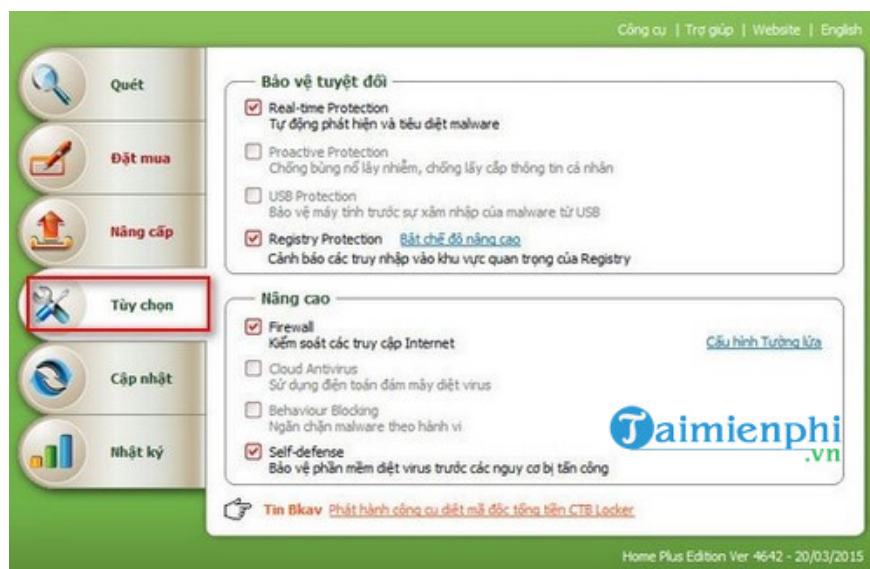 Công cụ | Trợ giúp | Website | English
Quét
Đặt mua
Nâng cấp
Tùy chọn
Cập nhật
Nhật ký
Bảo vệ tuyệt đối
Real-time Protection
Tự động phát hiện và tiêu diệt malware
Proactive Protection
Chống bùng nổ lây nhiễm, chống lấy cắp thông tin cá nhân
USB Protection
Bảo vệ máy tính trước sự xâm nhập của malware từ USB
Registry Protection Bật chế độ nâng cao
Cảnh báo các truy nhập vào khu vực quan trọng của Registry
Nâng cao
Firewall
Kiểm soát các truy cập Internet Cấu hình Tường lửa
Cloud Antivirus
Sử dụng điện toán đám mây diệt virus
Behaviour Blocking
Ngăn chặn malware theo hành vi
Self-defense
Bảo vệ phần mềm diệt virus trước các nguy cơ bị tấn công
Taimienphi
.vn
Tin Bkav Phát hành công cụ diệt mã độc tống tiền CTB Locker
Home Plus Edition Ver 4642 - 20/03/2015